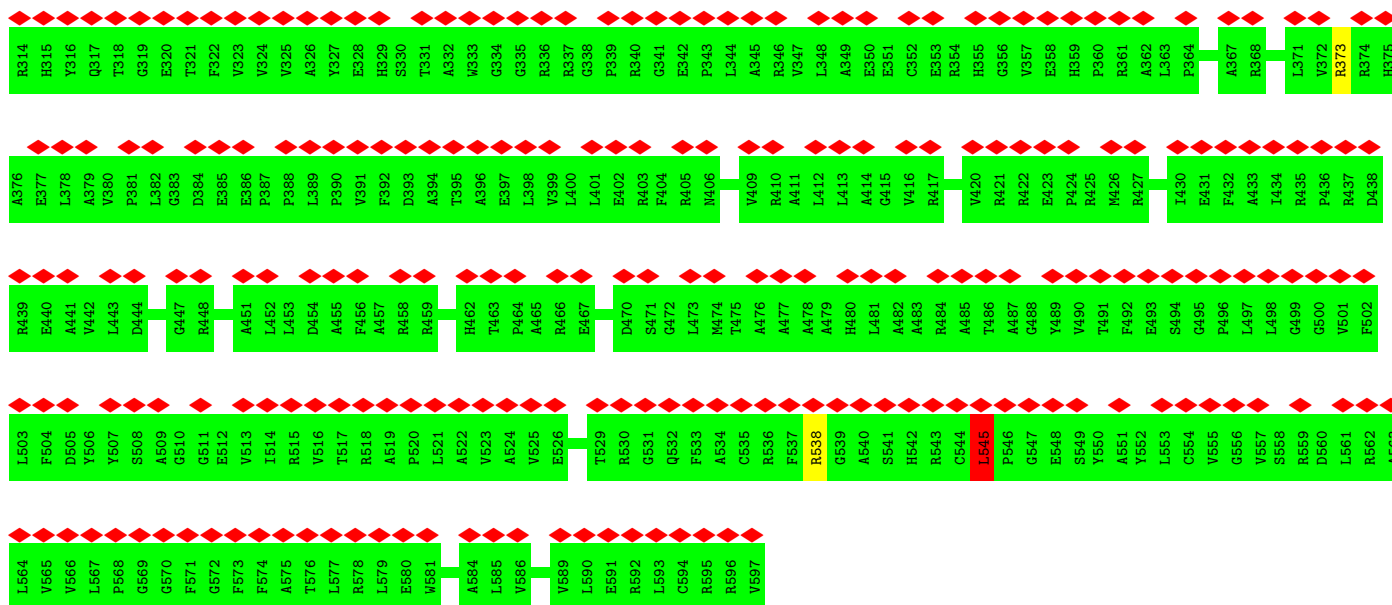 R314 H315 Y316 Q317 T318 G319 E320 T321 F322 V323 V324 V325 A326 Y327 E328 H329 S330 T331 A332 W333 G334 G335 R336 R337 G338 P339 R340 G341 E342 P343 L344 A345 R346 V347 L348 A349 E350 E351 C352 E353 R354 H355 G356 V357 E358 H359 P360 R361 A362 L363 P364 A367 R368 L371 V372 R373 R374 H375
A376 E377 L378 A379 V380 P381 L382 G383 D384 E385 E386 P387 P388 L389 P390 V391 F392 D393 A394 T395 A396 E397 L398 V399 L400 L401 E402 R403 F404 R405 N406 V409 R410 A411 L412 L413 A414 G415 V416 R417 V420 R421 R422 E423 P424 R425 M426 R427 I430 E431 F432 A433 I434 R435 P436 R437 D438
R439 E440 A441 V442 L443 D444 G447 R448 A451 L452 L453 D454 A455 F456 A457 R458 R459 H462 T463 P464 A465 R466 E467 D470 S471 G472 L473 M474 T475 A476 A477 A478 A479 H480 L481 A482 A483 R484 A485 T486 A487 G488 Y489 V490 T491 F492 E493 S494 G495 P496 L497 L498 G499 G500 V501 F502
L503 F504 D505 Y506 Y507 S508 A509 G510 G511 E512 V513 I514 R515 V516 T517 R518 A519 P520 L521 A522 V523 A524 V525 E526 T529 R530 G531 Q532 F533 A534 C535 R536 F537 R538 G539 A540 S541 H542 R543 C544 L545 P546 G547 E548 S549 Y550 A551 Y552 L553 C554 V555 G556 V557 S558 R559 D560 L561 R562
L564 V565 V566 L567 P568 G569 G570 F571 G572 F573 F574 A575 T576 L577 R578 L579 E580 W581 A584 L585 V586 V589 L590 E591 R592 L593 C594 R595 R596 V597